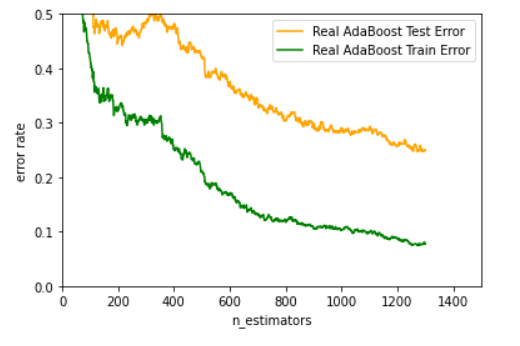 0.5
0.4
0.3
0.2
0.1
0.0
error rate
Real AdaBoost Test Error
Real AdaBoost Train Error
0 200 400 600 800 1000 1200 1400
n_estimators